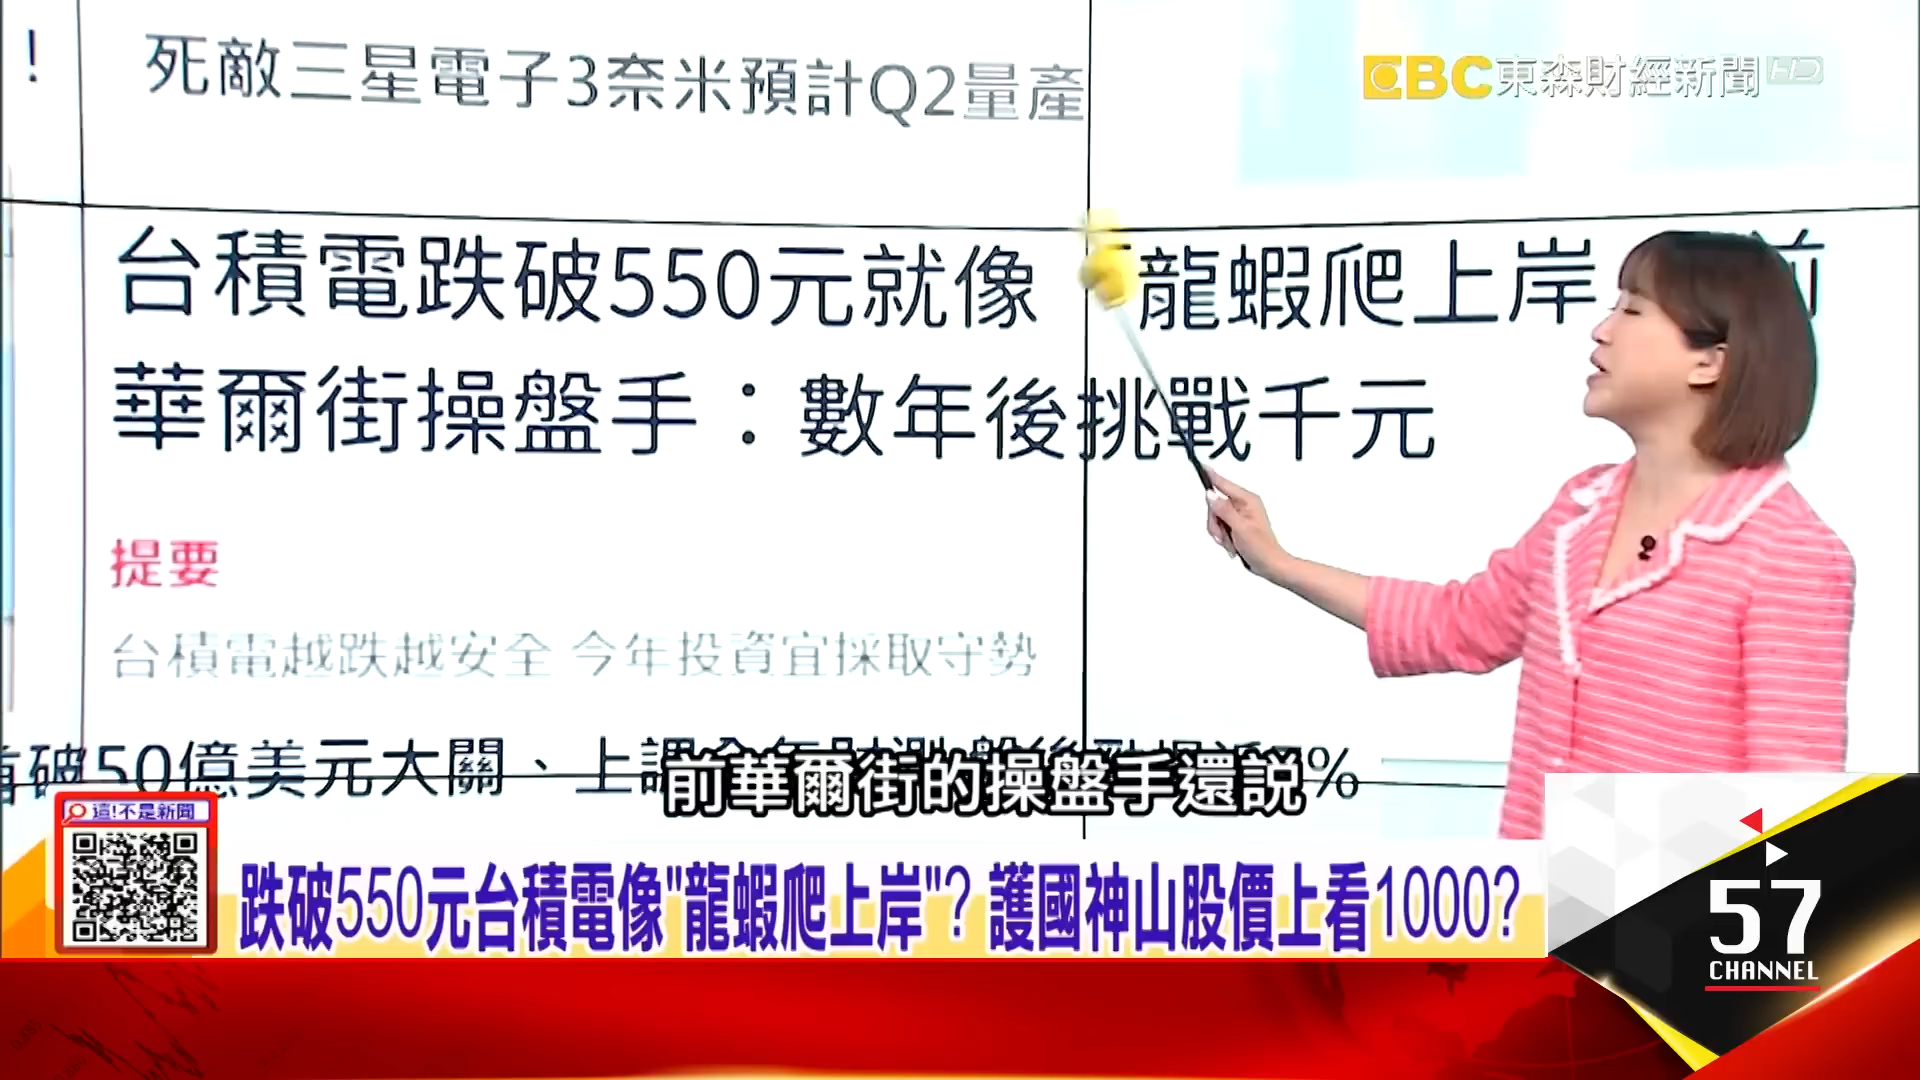 !
死敵三星電子3奈米預計Q2量產
EBC東森財經新聞HD
台積電跌破550元就像 龍蝦爬上岸 前
華爾街操盤手：數年後挑戰千元
提要
台積電越跌越安全 今年投資宜採取守勢
破50億美元大關、上調 %
前華爾街的操盤手還説
這!不是新聞
跌破550元台積電像"龍蝦爬上岸"? 護國神山股價上看1000?
57
CHANNEL